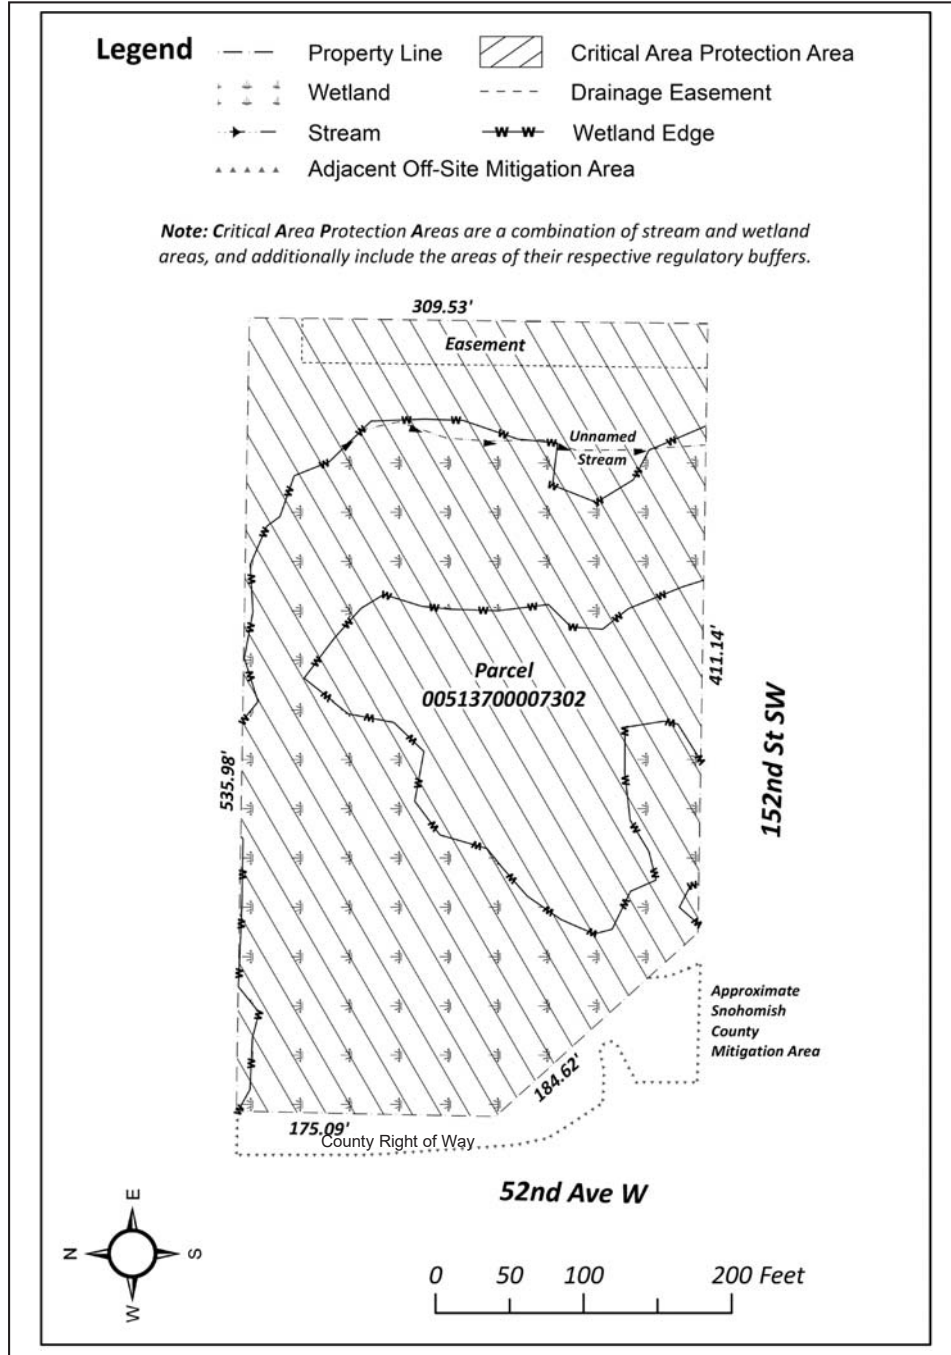 Legend
Property Line
Critical Area Protection Area
Wetland
Drainage Easement
Stream
W W Wetland Edge
Adjacent Off-Site Mitigation Area
Note: Critical Area Protection Areas are a combination of stream and wetland
areas, and additionally include the areas of their respective regulatory buffers.
309.53'
Easement
Unnamed
Stream
Parcel
00513700007302
411.14'
152nd St SW
535.98'
Approximate
Snohomish
County
Mitigation Area
184.62'
175.09'
County Right of Way
52nd Ave W
E
N
S
W
0 50 100 200 Feet